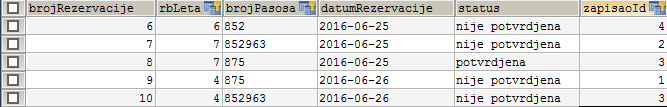 brojRezervacije rbLeta brojPasosa datumRezervacije status zapisaoId
6 6 852 2016-06-25 nije potvrdjena 4
7 7 852963 2016-06-25 nije potvrdjena 2
8 7 875 2016-06-25 potvrdjena 3
9 4 875 2016-06-26 nije potvrdjena 1
10 4 852963 2016-06-26 nije potvrdjena 3